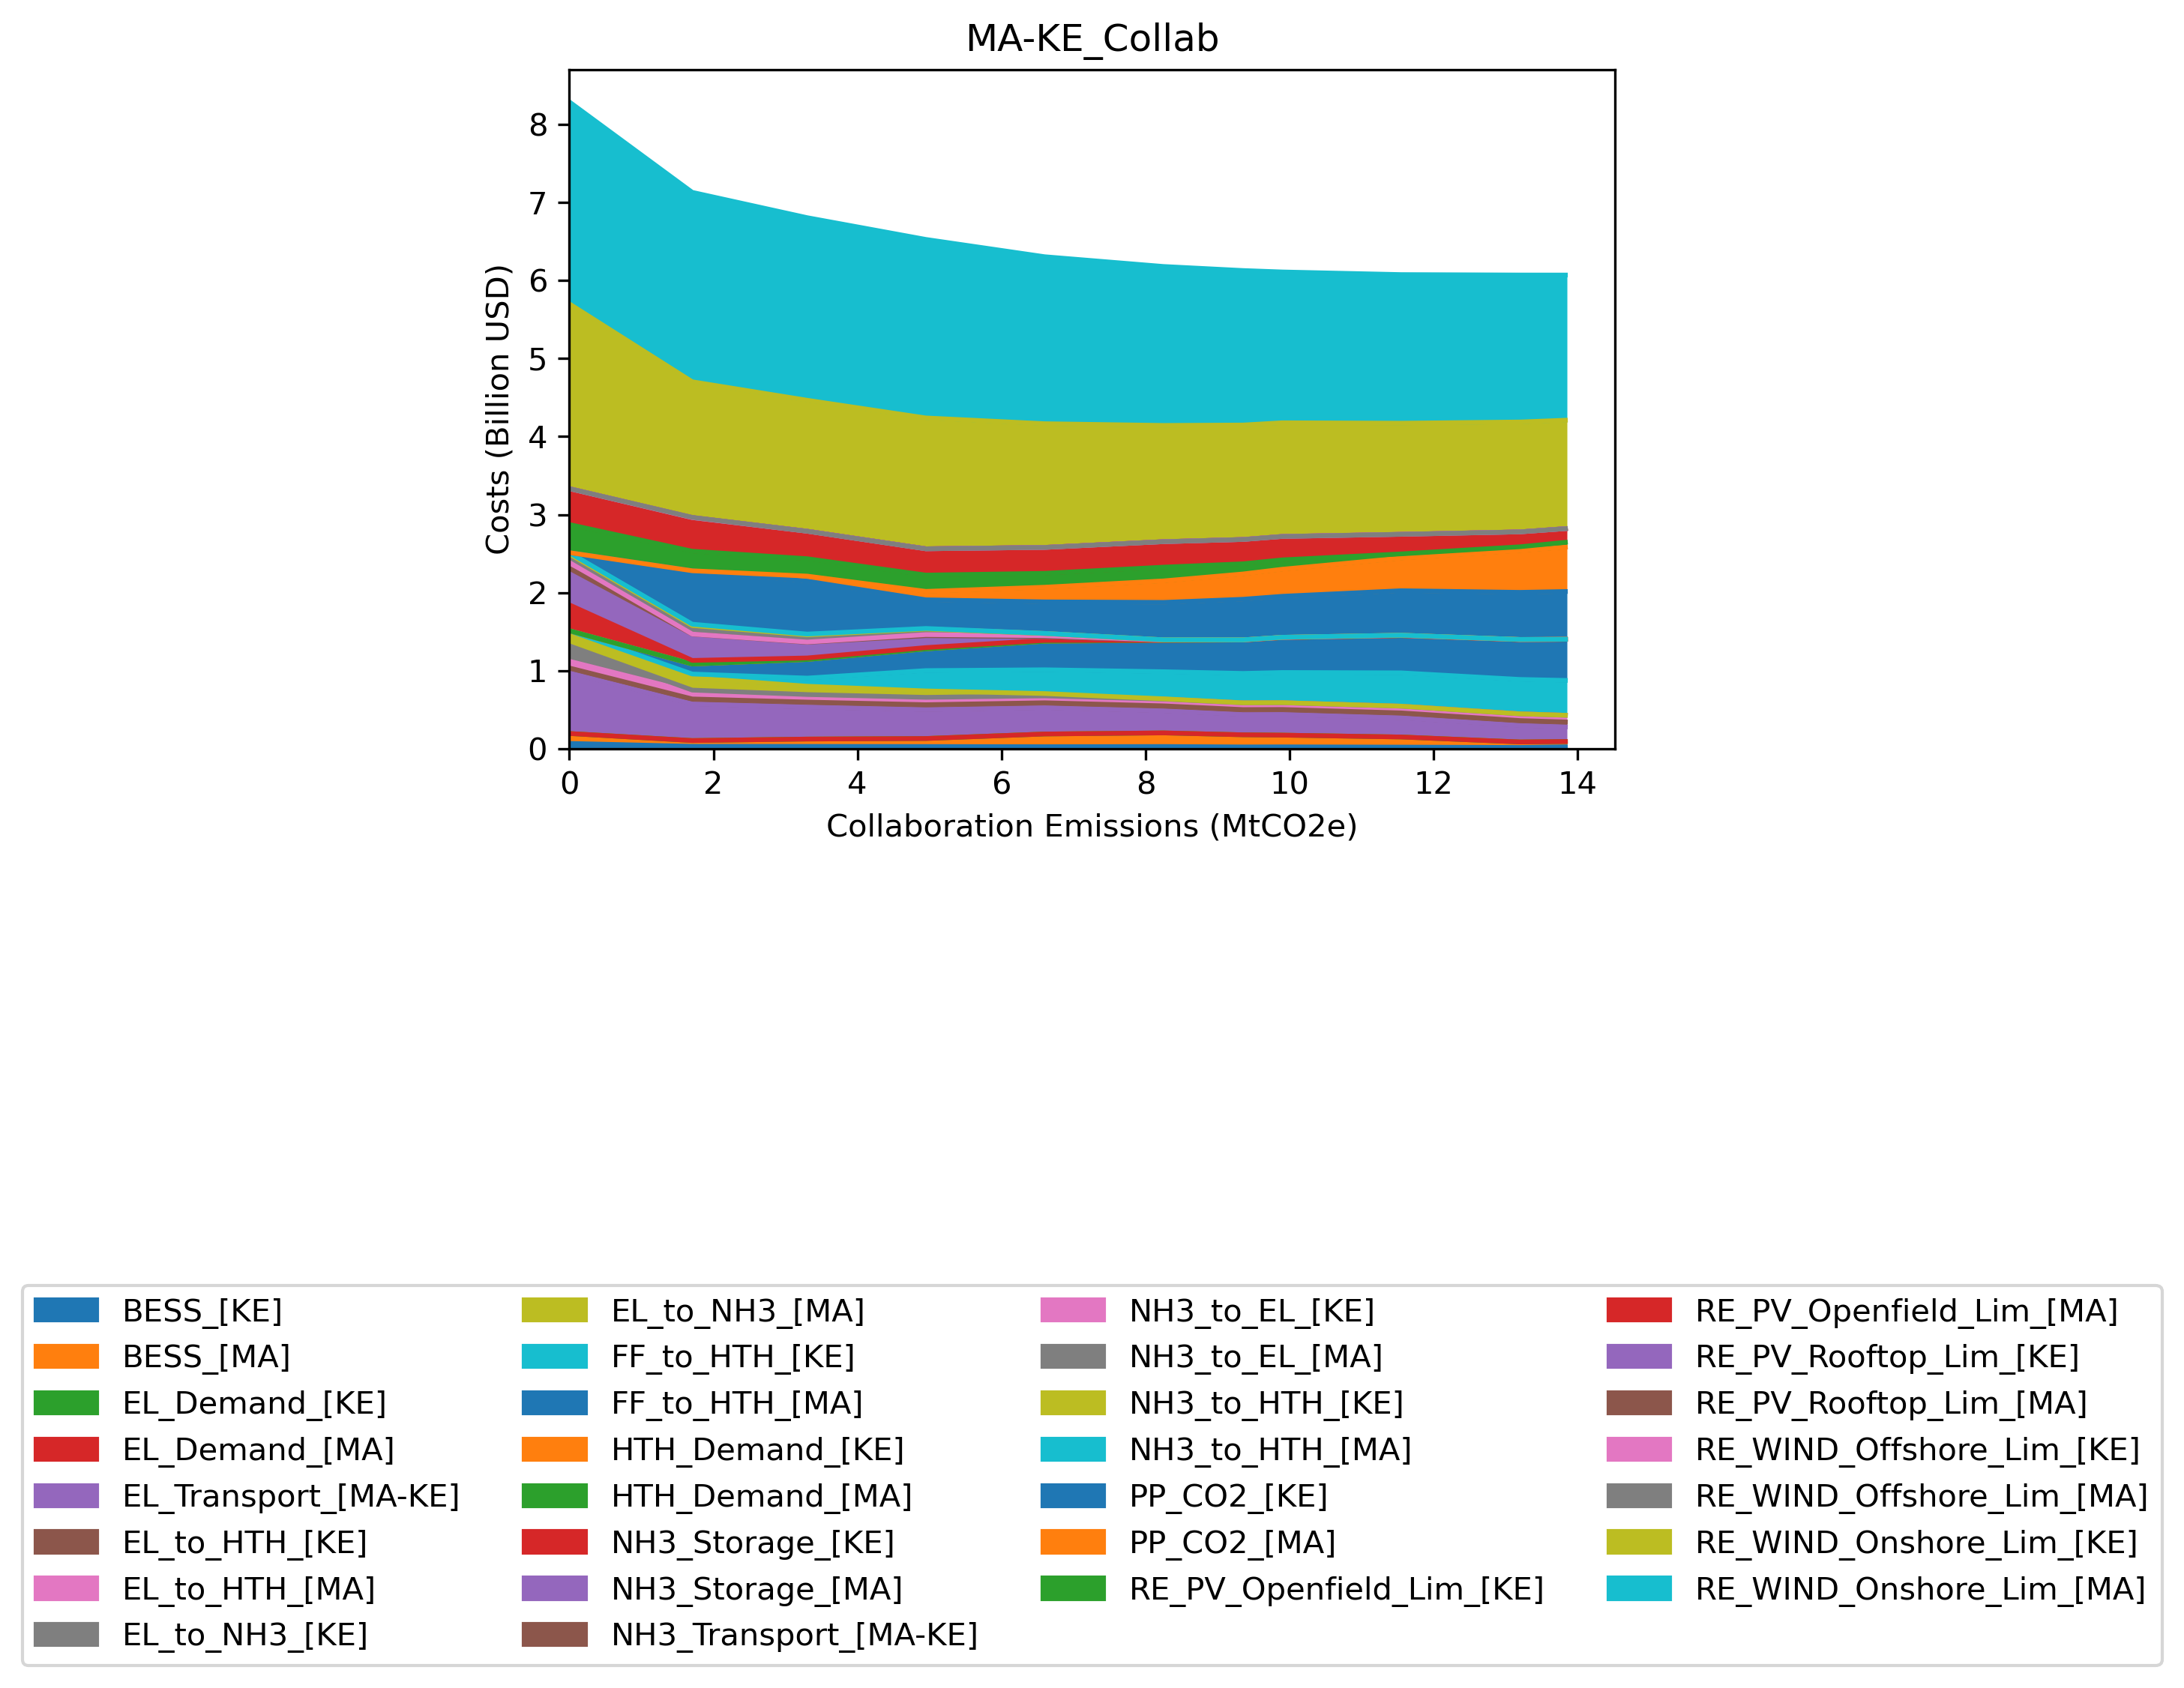 MA-KE_Collab
Costs (Billion USD)
8
7
6
5
4
3
2
1
0
0 2 4 6 8 10 12 14
Collaboration Emissions (MtCO2e)
BESS_[KE]
BESS_[MA]
EL_Demand_[KE]
EL_Demand_[MA]
EL_Transport_[MA-KE]
EL_to_HTH_[KE]
EL_to_HTH_[MA]
EL_to_NH3_[KE]
EL_to_NH3_[MA]
FF_to_HTH_[KE]
FF_to_HTH_[MA]
HTH_Demand_[KE]
HTH_Demand_[MA]
NH3_Storage_[KE]
NH3_Storage_[MA]
NH3_Transport_[MA-KE]
NH3_to_EL_[KE]
NH3_to_EL_[MA]
NH3_to_HTH_[KE]
NH3_to_HTH_[MA]
PP_CO2_[KE]
PP_CO2_[MA]
RE_PV_Openfield_Lim_[KE]
RE_PV_Openfield_Lim_[MA]
RE_PV_Rooftop_Lim_[KE]
RE_PV_Rooftop_Lim_[MA]
RE_WIND_Offshore_Lim_[KE]
RE_WIND_Offshore_Lim_[MA]
RE_WIND_Onshore_Lim_[KE]
RE_WIND_Onshore_Lim_[MA]